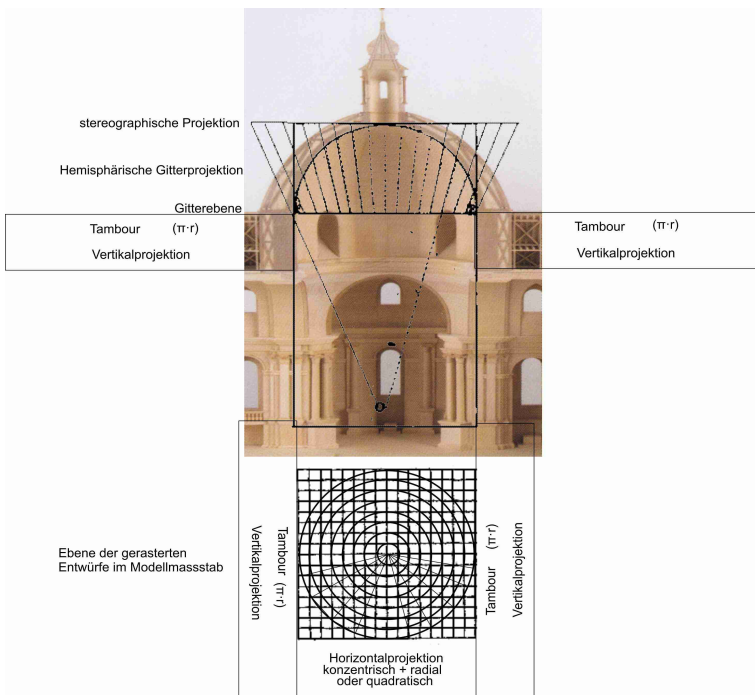 stereographische Projektion
Hemisphärische Gitterprojektion
Gitterebene
Tambour (π·r)
Vertikalprojektion
Tambour (π·r)
Vertikalprojektion
Ebene der gerasterten
Entwürfe im Modellmassstab
Tambour (π·r)
Vertikalprojektion
Tambour (π·r)
Vertikalprojektion
Horizontalprojektion
konzentrisch + radial
oder quadratisch